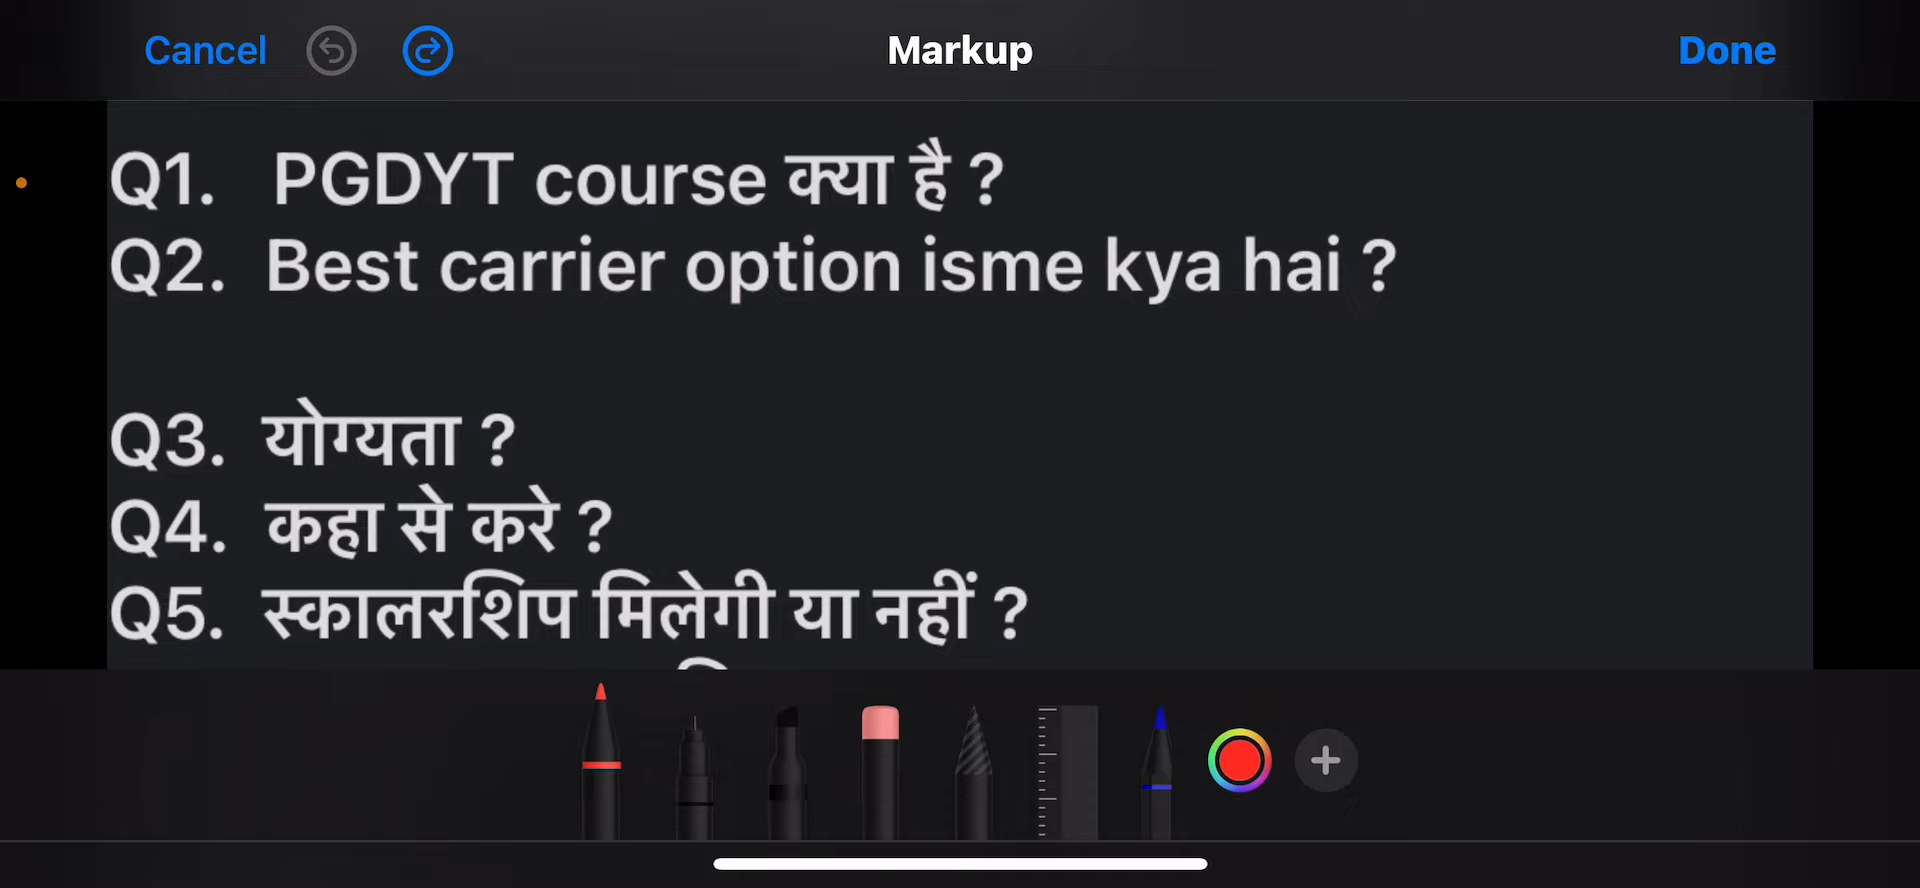 Cancel Markup Done
Q1. PGDYT course क्या है ?
Q2. Best carrier option isme kya hai ?
Q3. योग्यता ?
Q4. कहा से करे ?
Q5. स्कालरशिप मिलेगी या नहीं ?